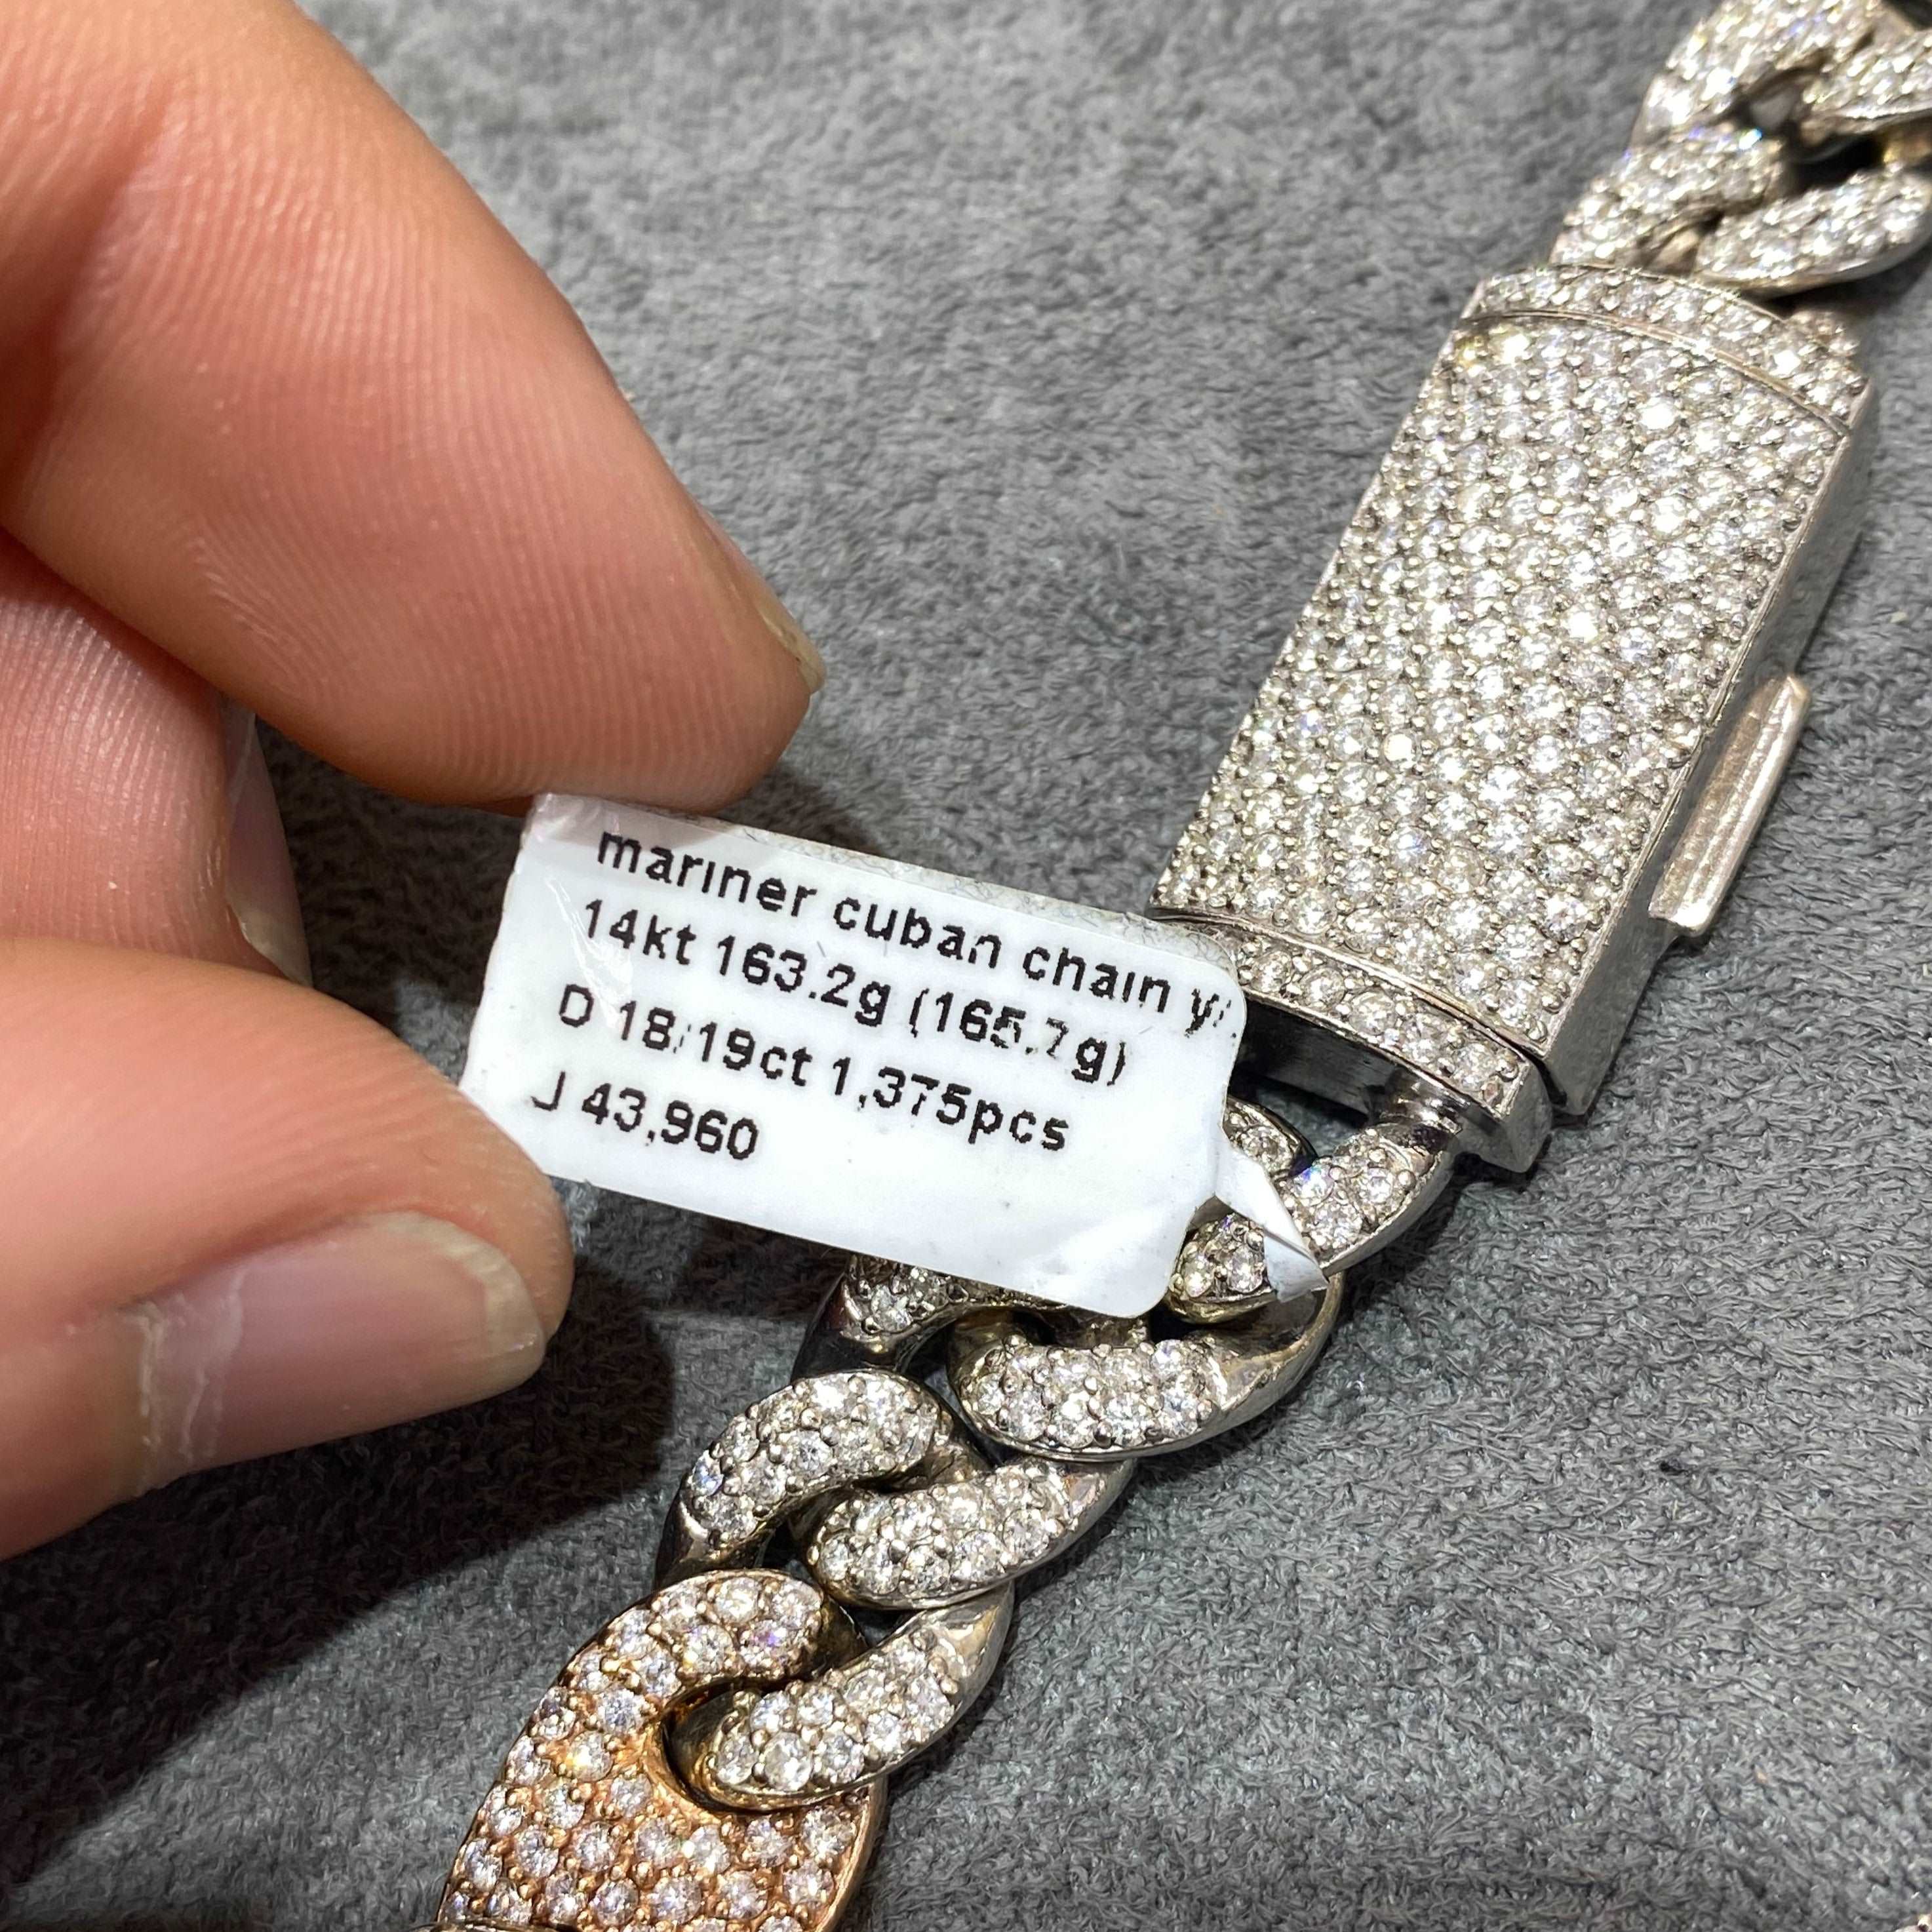 mariner cuban chain
14kt 163.2g (165.7g)
D 18/19ct 1,375pcs
J 43,960